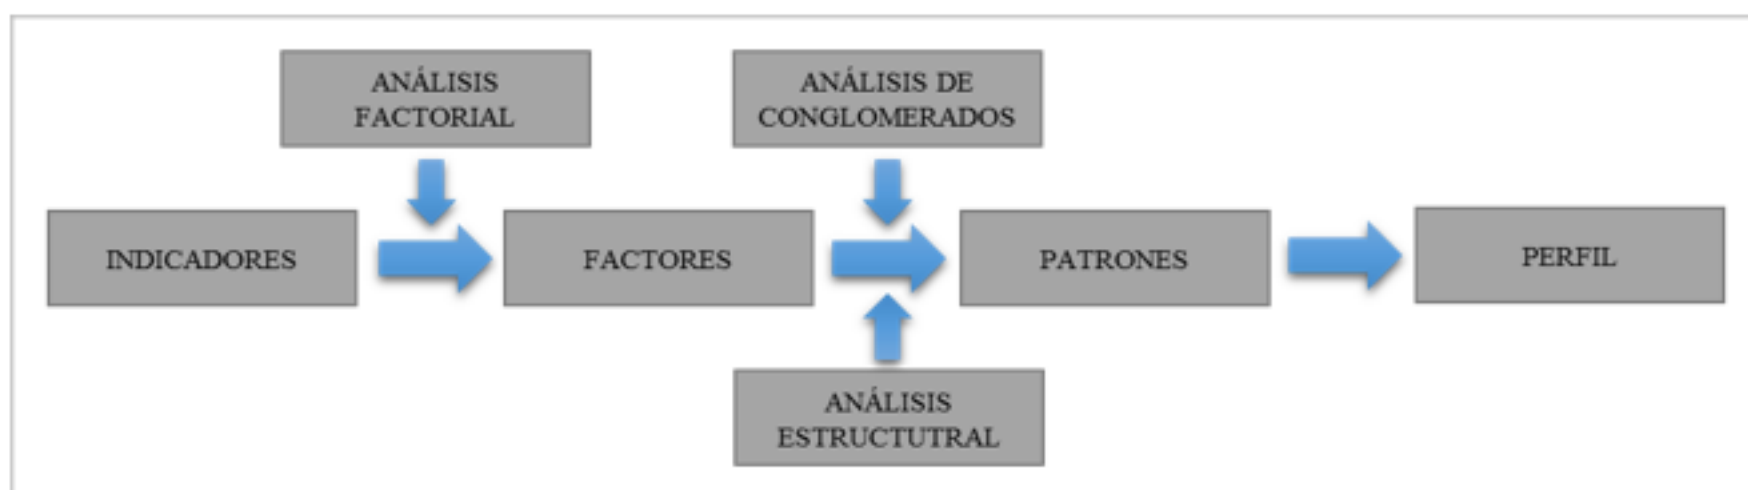 ANÁLISIS
FACTORIAL
ANÁLISIS DE
CONGLOMERADOS
INDICADORES
FACTORES
PATRONES
PERFIL
ANÁLISIS
ESTRUCTUTRAL